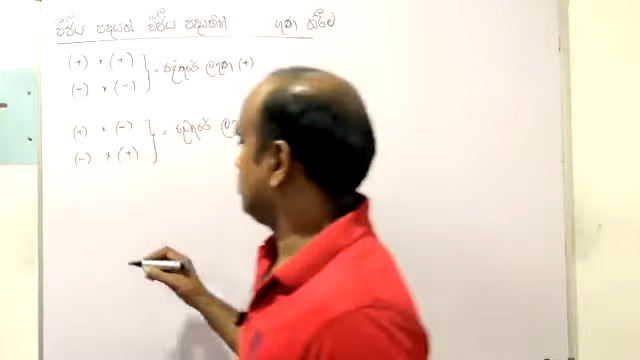 වීජීය පදයක් වීජීය පදයකින් ගුණ කිරීම
(+) × (+)
(-) × (-) } = පිළිතුරේ ලකුණ (+)
(+) × (-)
(-) × (+) } = පිළිතුරේ